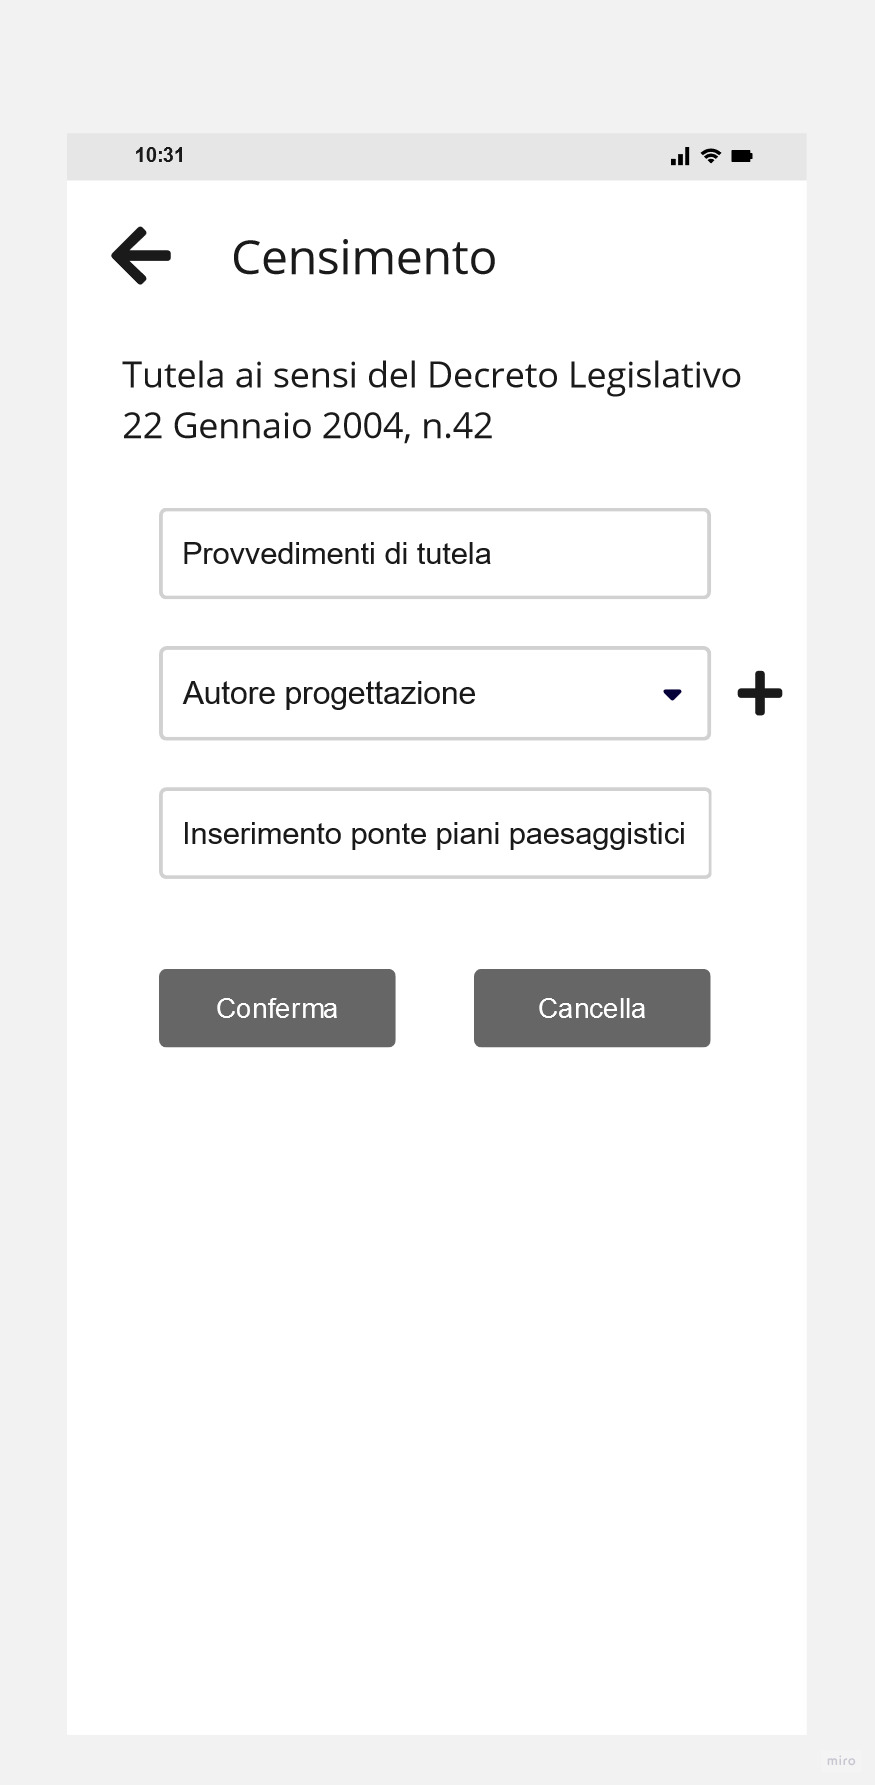 10:31
Censimento
Tutela ai sensi del Decreto Legislativo
22 Gennaio 2004, n.42
Provvedimenti di tutela
Autore progettazione
Inserimento ponte piani paesaggistici
Conferma
Cancella
miro